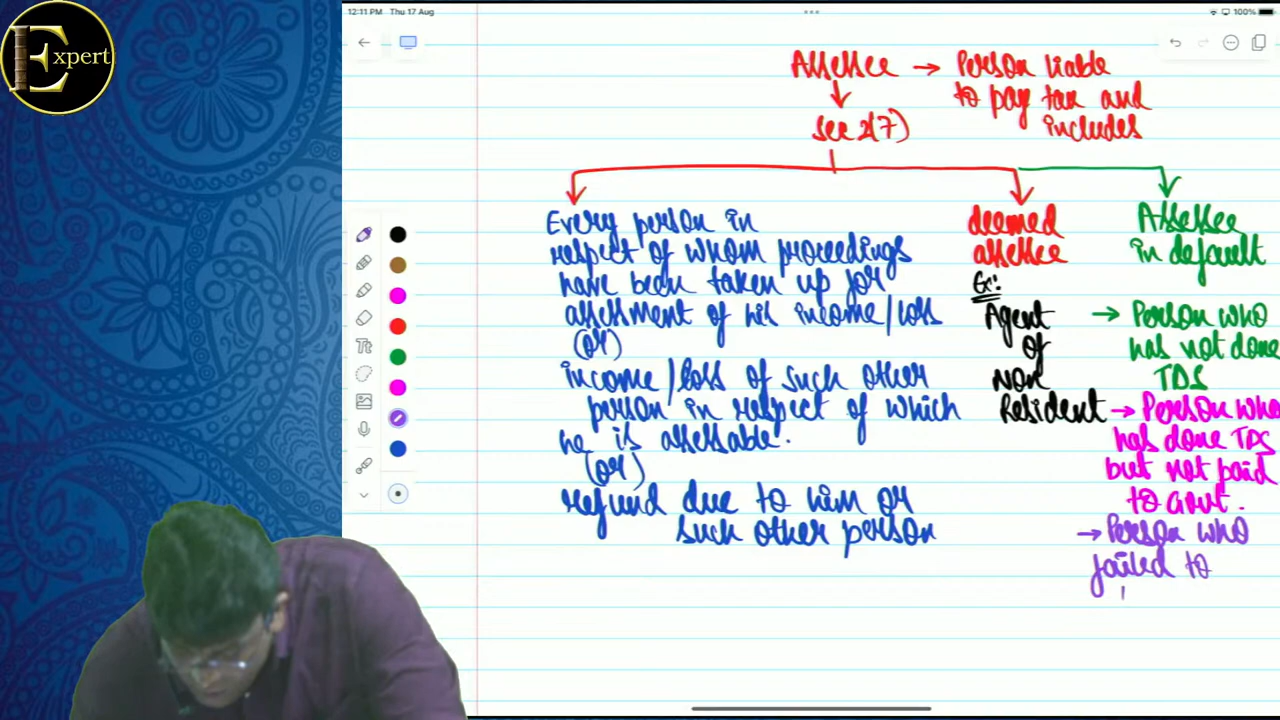 12:11 PM Thu 17 Aug
100%
Expert
Assessee → Person liable
to pay tax and
includes
sec 2(7)
Every person in
respect of whom proceedings
have been taken up for
assessment of his income/loss
(or)
income/loss of such other
person in respect of which
he is assessable.
(or)
refund due to him or
such other person
deemed
assessee
Ex:
Agent
of
Non
Resident
Assessee
in default
→ Person who
has not done
TDS
→ Person who
has done TDS
but not paid
to Govt.
→ Person who
failed to
Tt